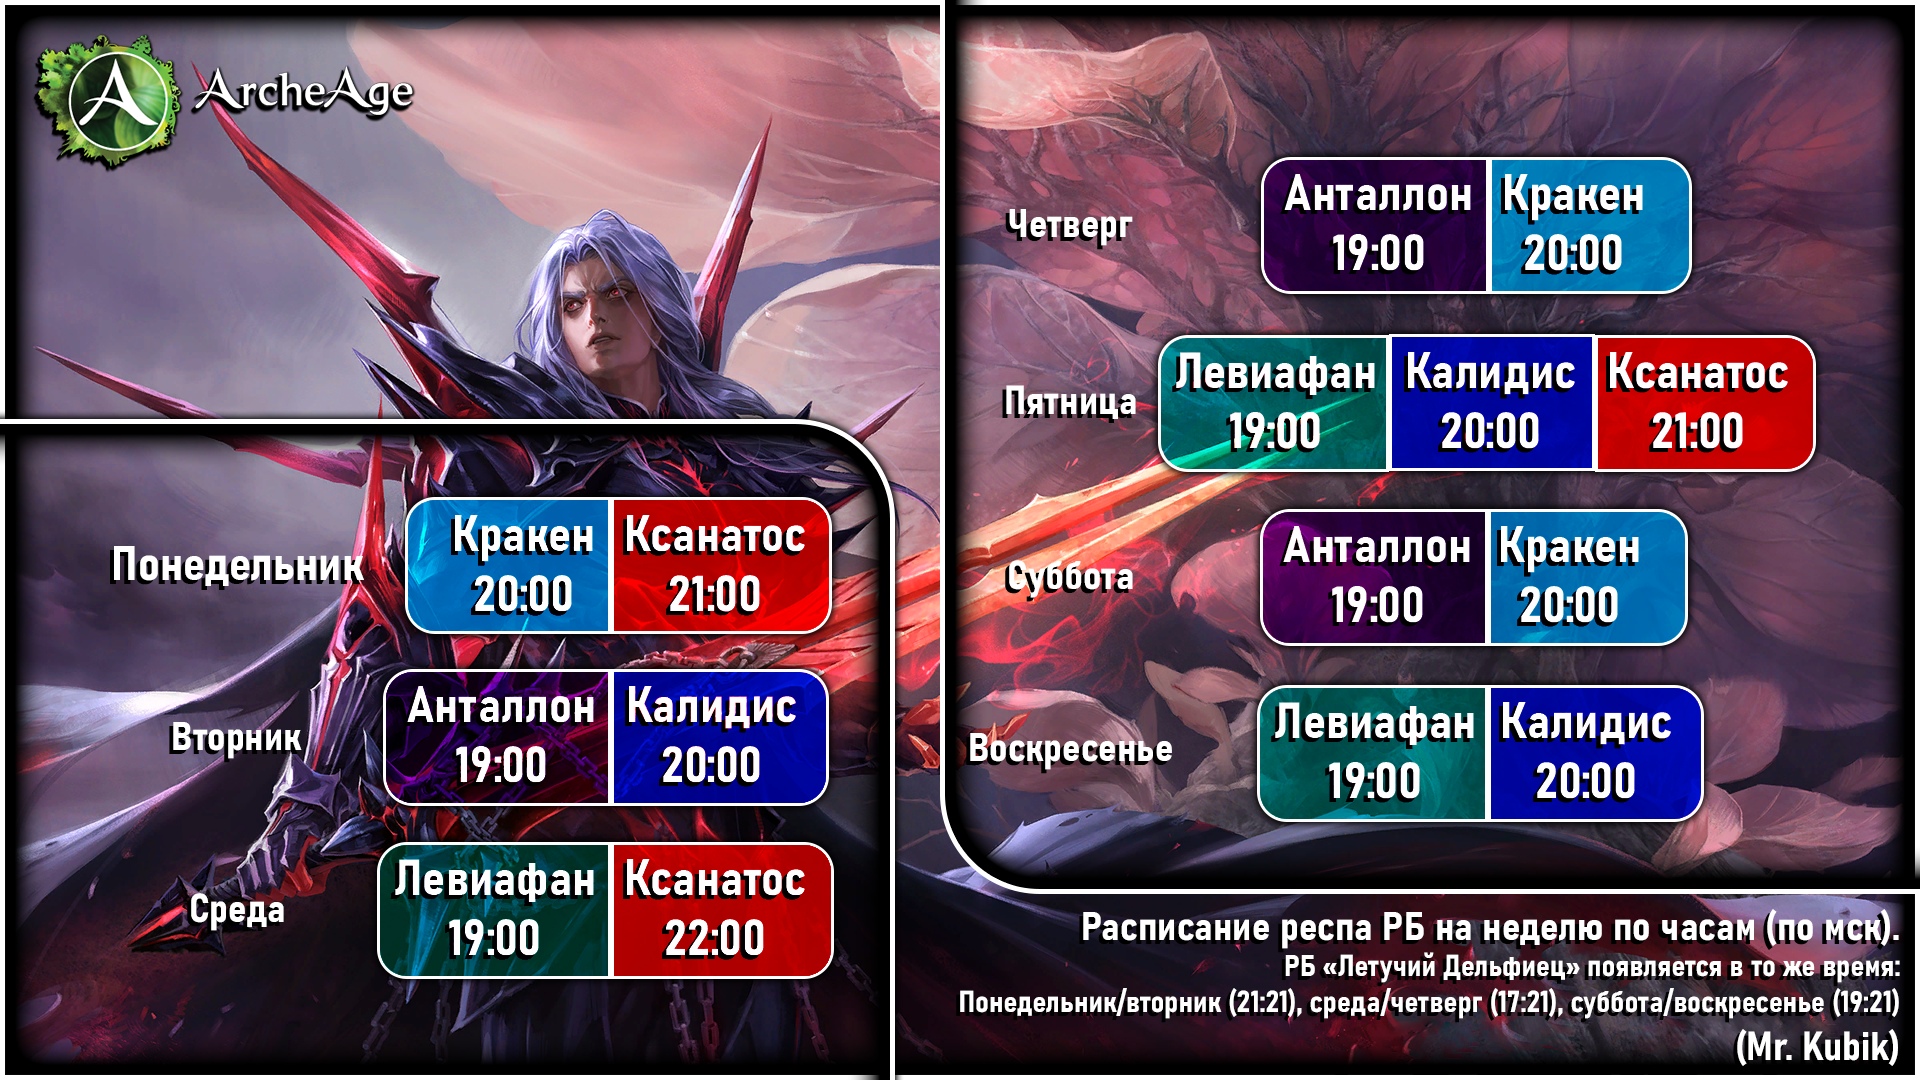 ArcheAge
Понедельник
Кракен Ксанатос
20:00 21:00
Вторник
Анталлон Калидис
19:00 20:00
Среда
Левиафан Ксанатос
19:00 22:00
Четверг
Анталлон Кракен
19:00 20:00
Пятница
Левиафан Калидис Ксанатос
19:00 20:00 21:00
Суббота
Анталлон Кракен
19:00 20:00
Воскресенье
Левиафан Калидис
19:00 20:00
Расписание респа РБ на неделю по часам (по мск).
РБ «Летучий Дельфиец» появляется в то же время:
Понедельник/вторник (21:21), среда/четверг (17:21), суббота/воскресенье (19:21)
(Mr. Kubik)